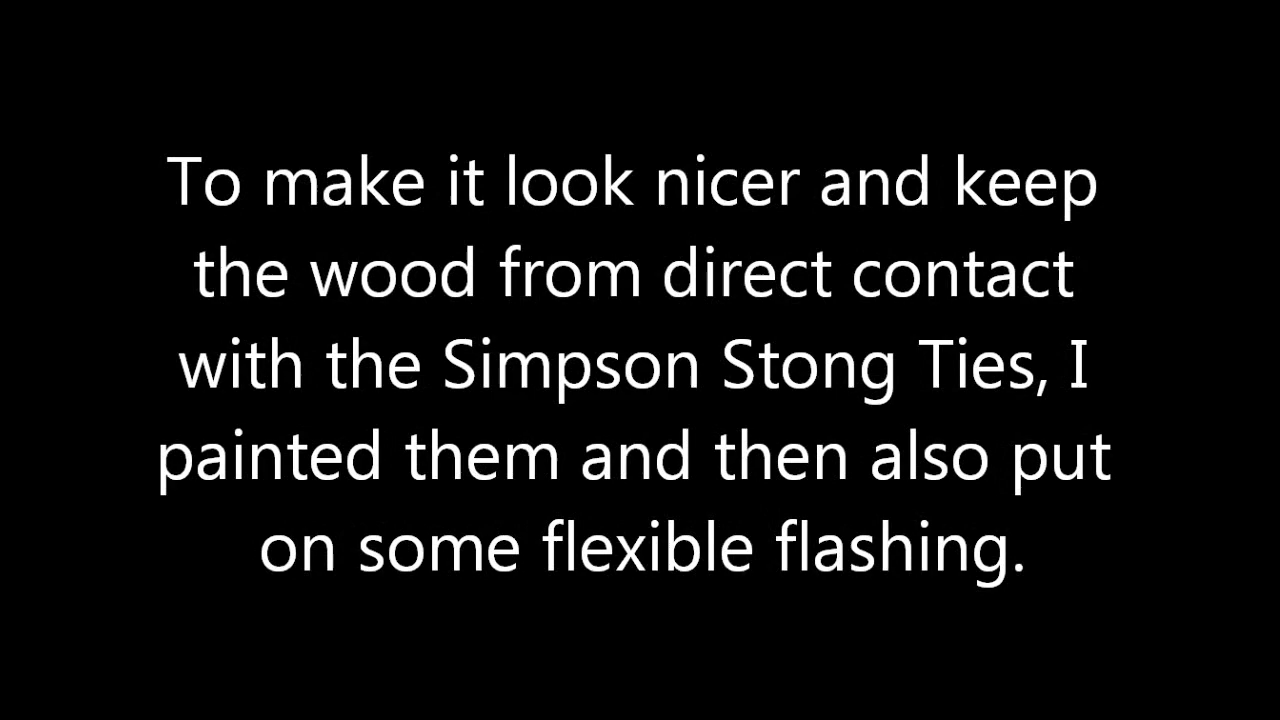 To make it look nicer and keep
the wood from direct contact
with the Simpson Stong Ties, I
painted them and then also put
on some flexible flashing.